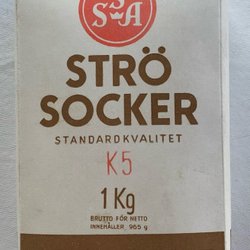 SSA
STRÖ
SOCKER
STANDARDKVALITET
K5
1 Kg
BRUTTO FÖR NETTO
INNEHÅLLER 965 g